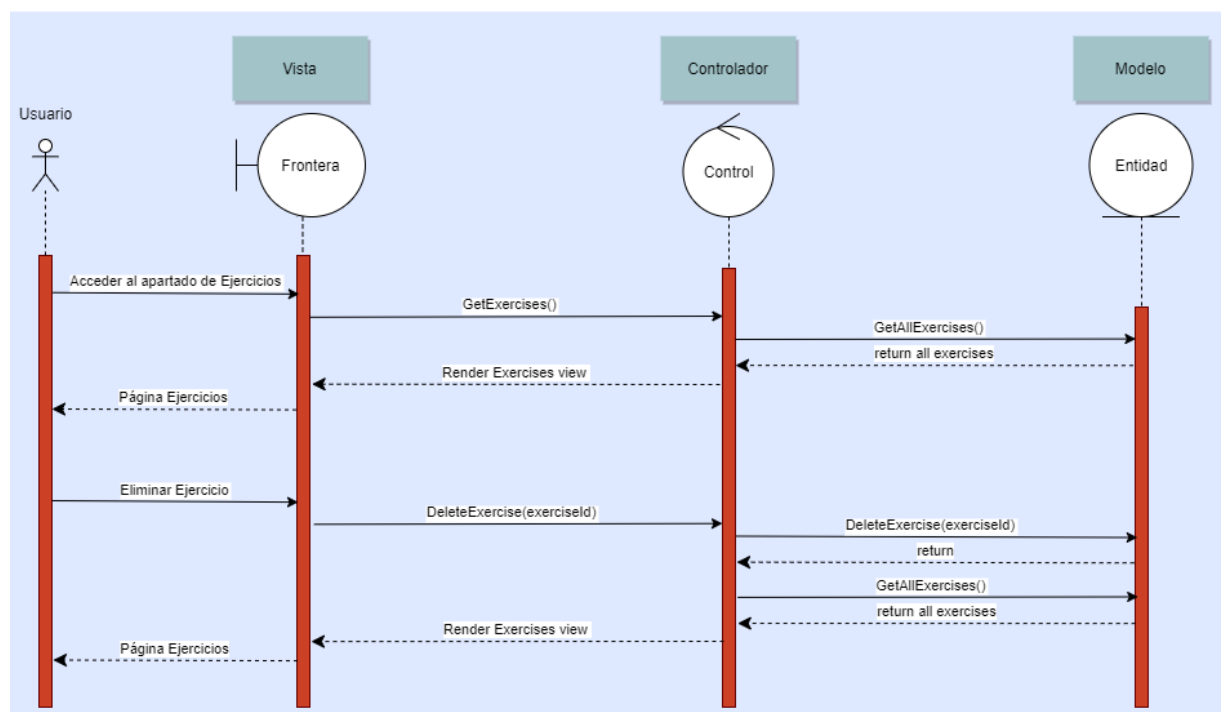 Vista
Controlador
Modelo
Usuario
Frontera
Control
Entidad
Acceder al apartado de Ejercicios
GetExercises()
GetAllExercises()
return all exercises
Render Exercises view
Página Ejercicios
Eliminar Ejercicio
DeleteExercise(exerciseId)
DeleteExercise(exerciseId)
return
GetAllExercises()
return all exercises
Render Exercises view
Página Ejercicios